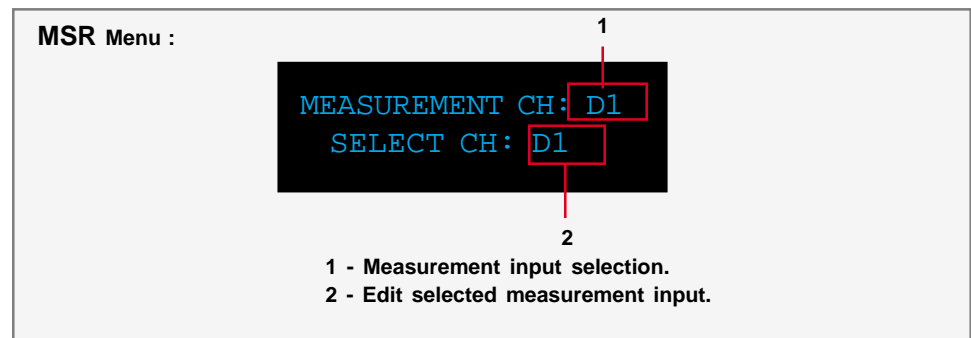 MSR Menu :
1
MEASUREMENT CH: D1
SELECT CH: D1
2
1 - Measurement input selection.
2 - Edit selected measurement input.